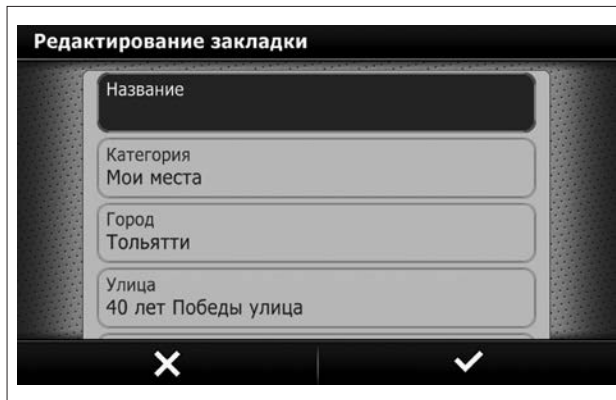 Редактирование закладки
Название
Категория
Мои места
Город
Тольятти
Улица
40 лет Победы улица